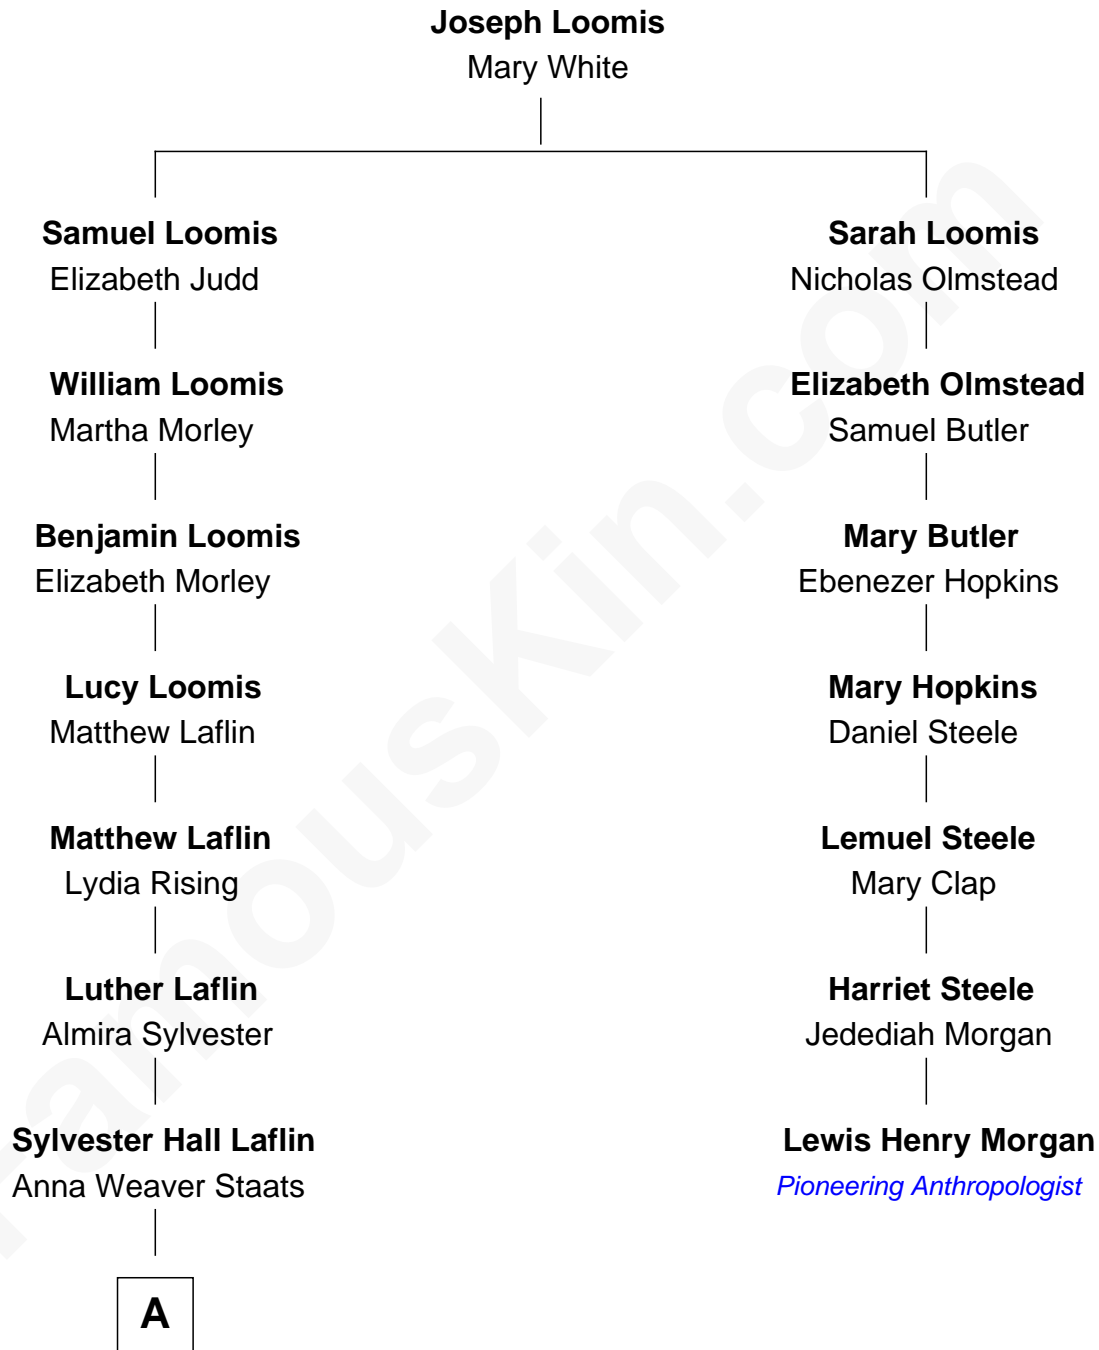 Joseph Loomis
Mary White
Samuel Loomis
Elizabeth Judd
William Loomis
Martha Morley
Benjamin Loomis
Elizabeth Morley
Lucy Loomis
Matthew Laflin
Matthew Laflin
Lydia Rising
Luther Laflin
Almira Sylvester
Sylvester Hall Laflin
Anna Weaver Staats
A
Sarah Loomis
Nicholas Olmstead
Elizabeth Olmstead
Samuel Butler
Mary Butler
Ebenezer Hopkins
Mary Hopkins
Daniel Steele
Lemuel Steele
Mary Clap
Harriet Steele
Jedediah Morgan
Lewis Henry Morgan
Pioneering Anthropologist
FamousKin.com